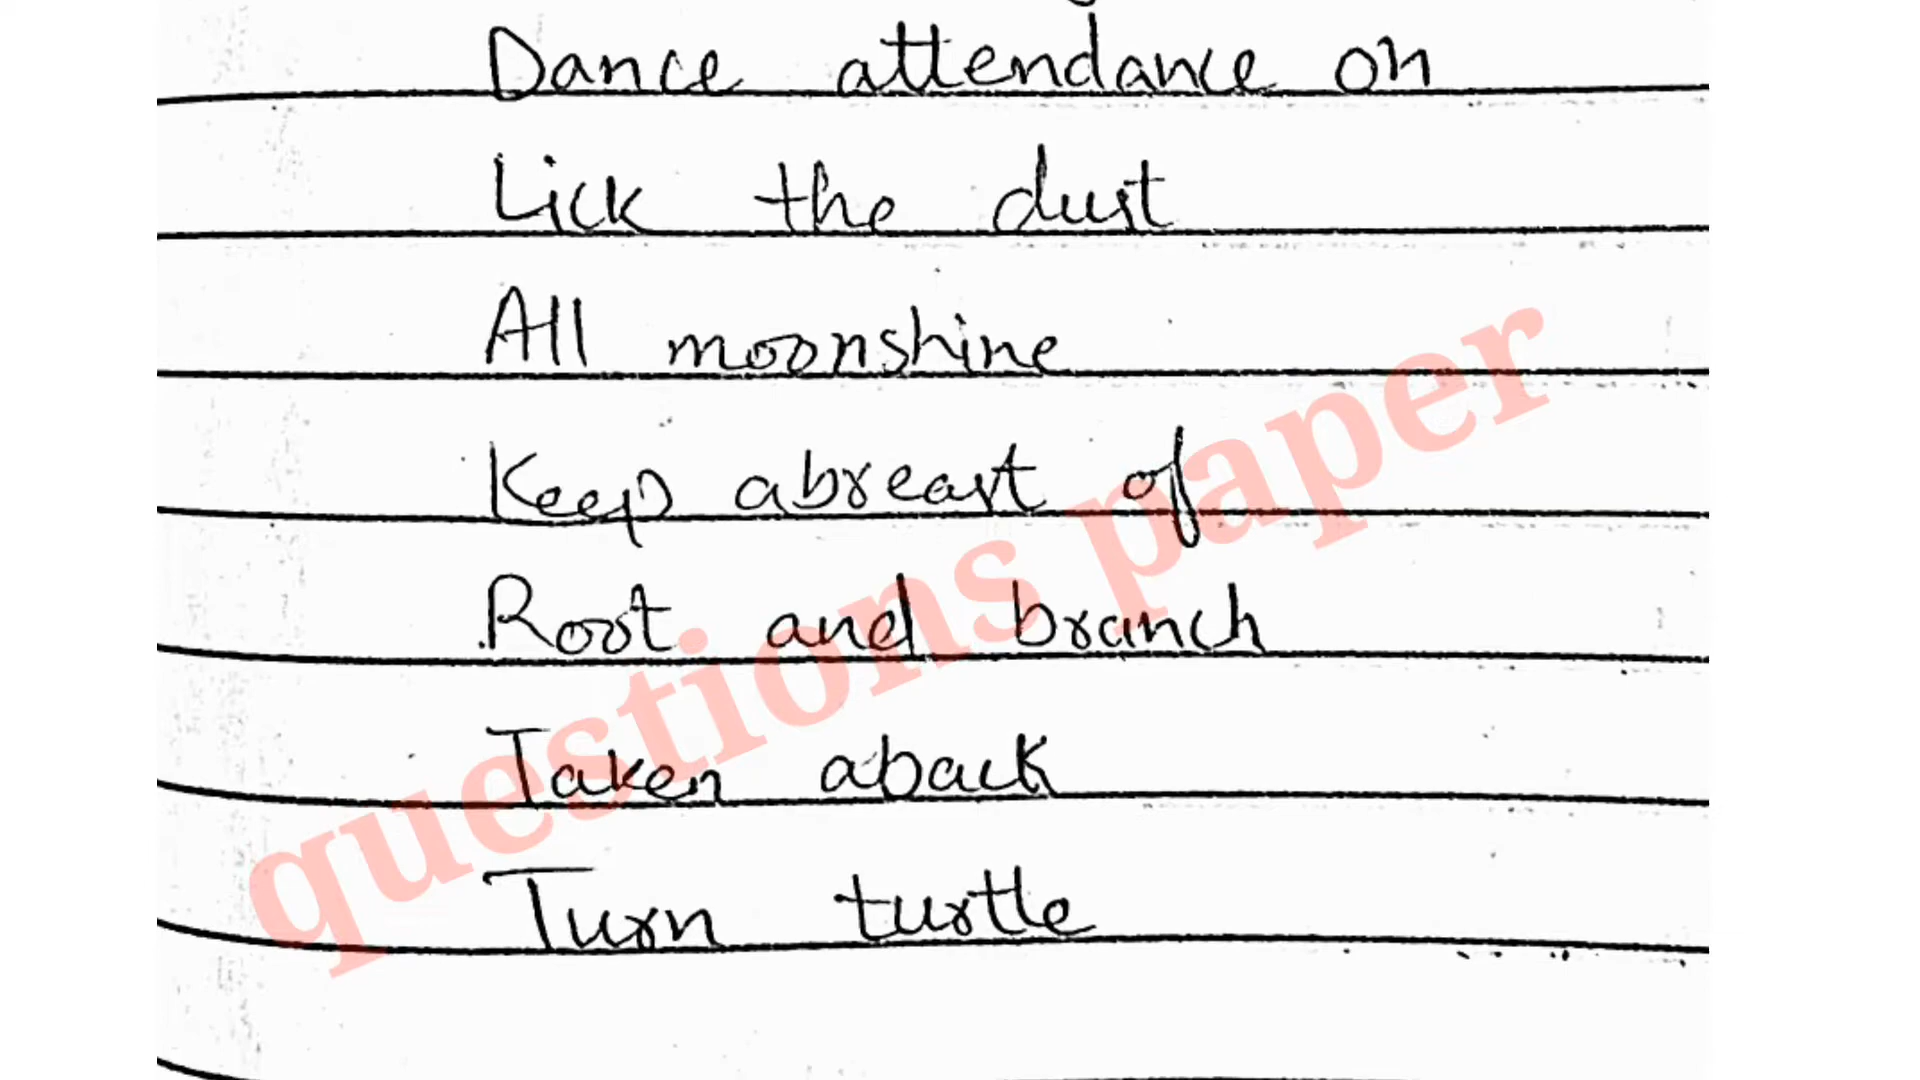 Dance attendance on
Lick the dust
All moonshine
Keep abreast of
Root and branch
Taken aback
Turn turtle
questions paper